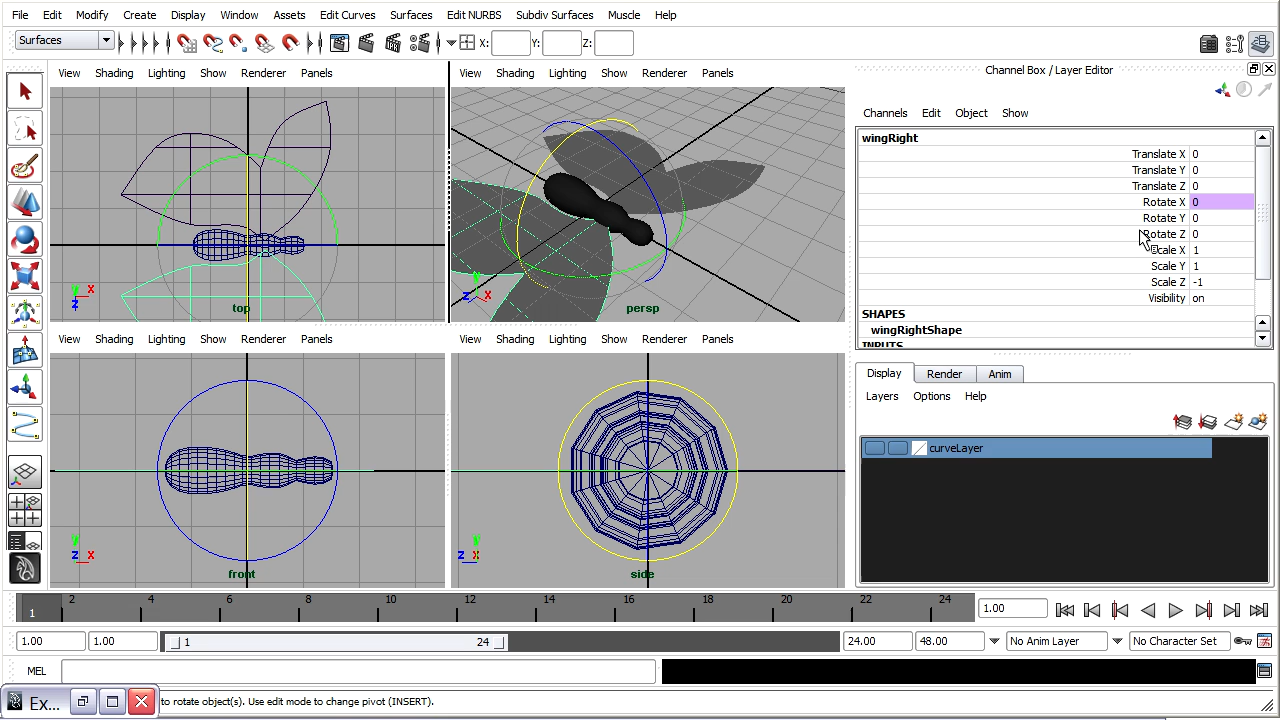 File Edit Modify Create Display Window Assets Edit Curves Surfaces Edit NURBS Subdiv Surfaces Muscle Help
Surfaces X: Y: Z:
Channel Box / Layer Editor
View Shading Lighting Show Renderer Panels
View Shading Lighting Show Renderer Panels
Channels Edit Object Show
wingRight
Translate X 0
Translate Y 0
Translate Z 0
Rotate X 0
Rotate Y 0
Rotate Z 0
Scale X 1
Scale Y 1
Scale Z -1
Visibility on
SHAPES
wingRightShape
INPUTS
y x z
top
y z x
persp
View Shading Lighting Show Renderer Panels
View Shading Lighting Show Renderer Panels
Display Render Anim
Layers Options Help
curveLayer
y z x
front
y z x
side
1 2 4 6 8 10 12 14 16 18 20 22 24 1.00
1.00 1.00 1 24 24.00 48.00 No Anim Layer No Character Set
MEL
Ex... to rotate object(s). Use edit mode to change pivot (INSERT).